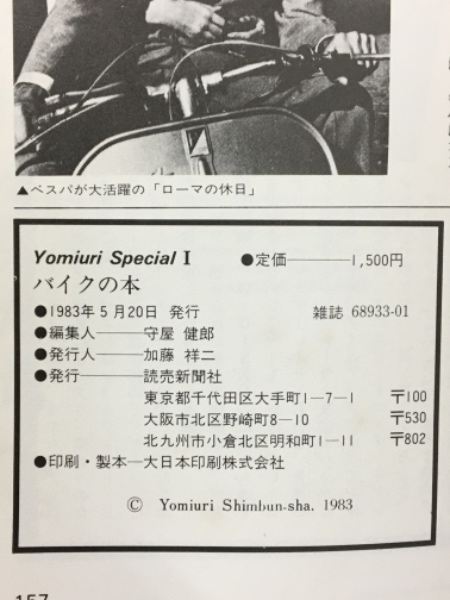 ▲ベスパが大活躍の「ローマの休日」
Yomiuri Special I ●定価――1,500円
バイクの本
●1983年5月20日 発行 雑誌 68933-01
●編集人――守屋 健郎
●発行人――加藤 祥二
●発行――読売新聞社
東京都千代田区大手町1―7―1 〒100
大阪市北区野崎町8―10 〒530
北九州市小倉北区明和町1―11 〒802
●印刷・製本―大日本印刷株式会社
© Yomiuri Shimbun-sha. 1983
157